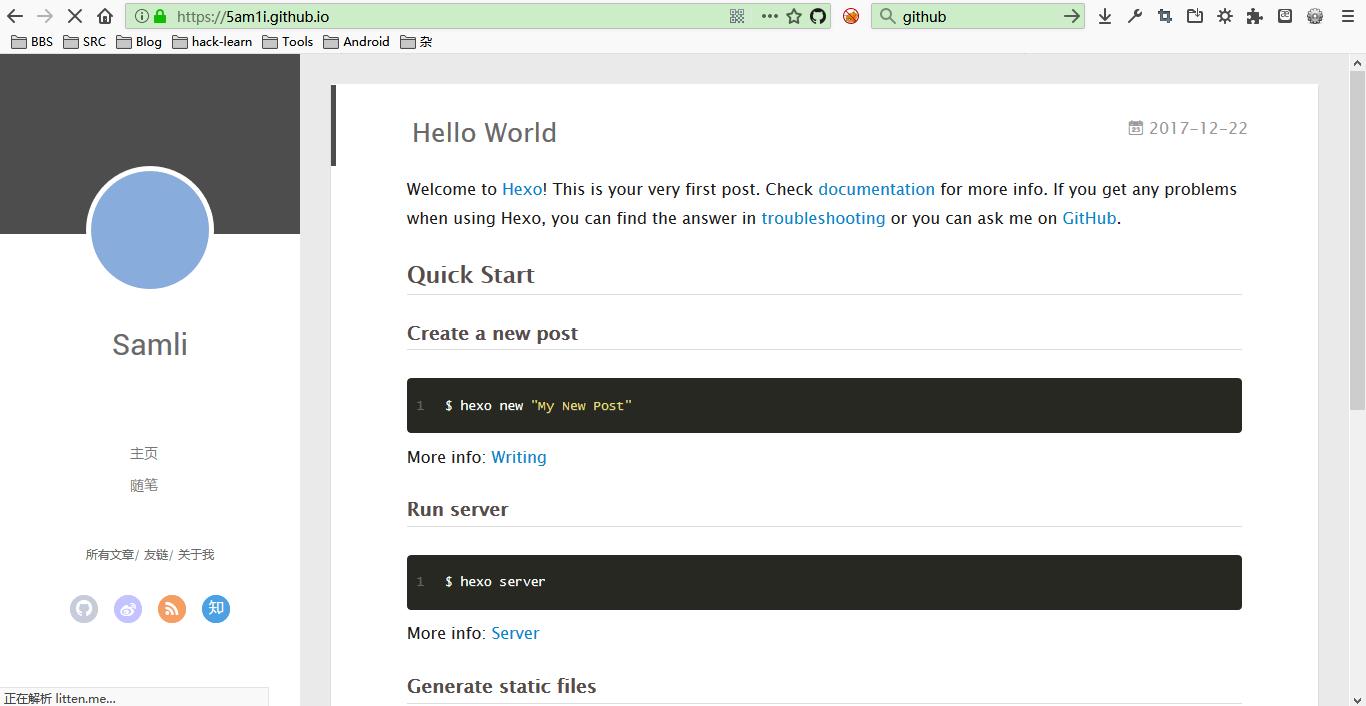 https://5am1i.github.io
github
BBS SRC Blog hack-learn Tools Android 杂
Samli
主页
随笔
所有文章/ 友链/ 关于我
知
正在解析 litten.me...
Hello World
2017-12-22
Welcome to Hexo! This is your very first post. Check documentation for more info. If you get any problems
when using Hexo, you can find the answer in troubleshooting or you can ask me on GitHub.
Quick Start
Create a new post
1 $ hexo new "My New Post"
More info: Writing
Run server
1 $ hexo server
More info: Server
Generate static files